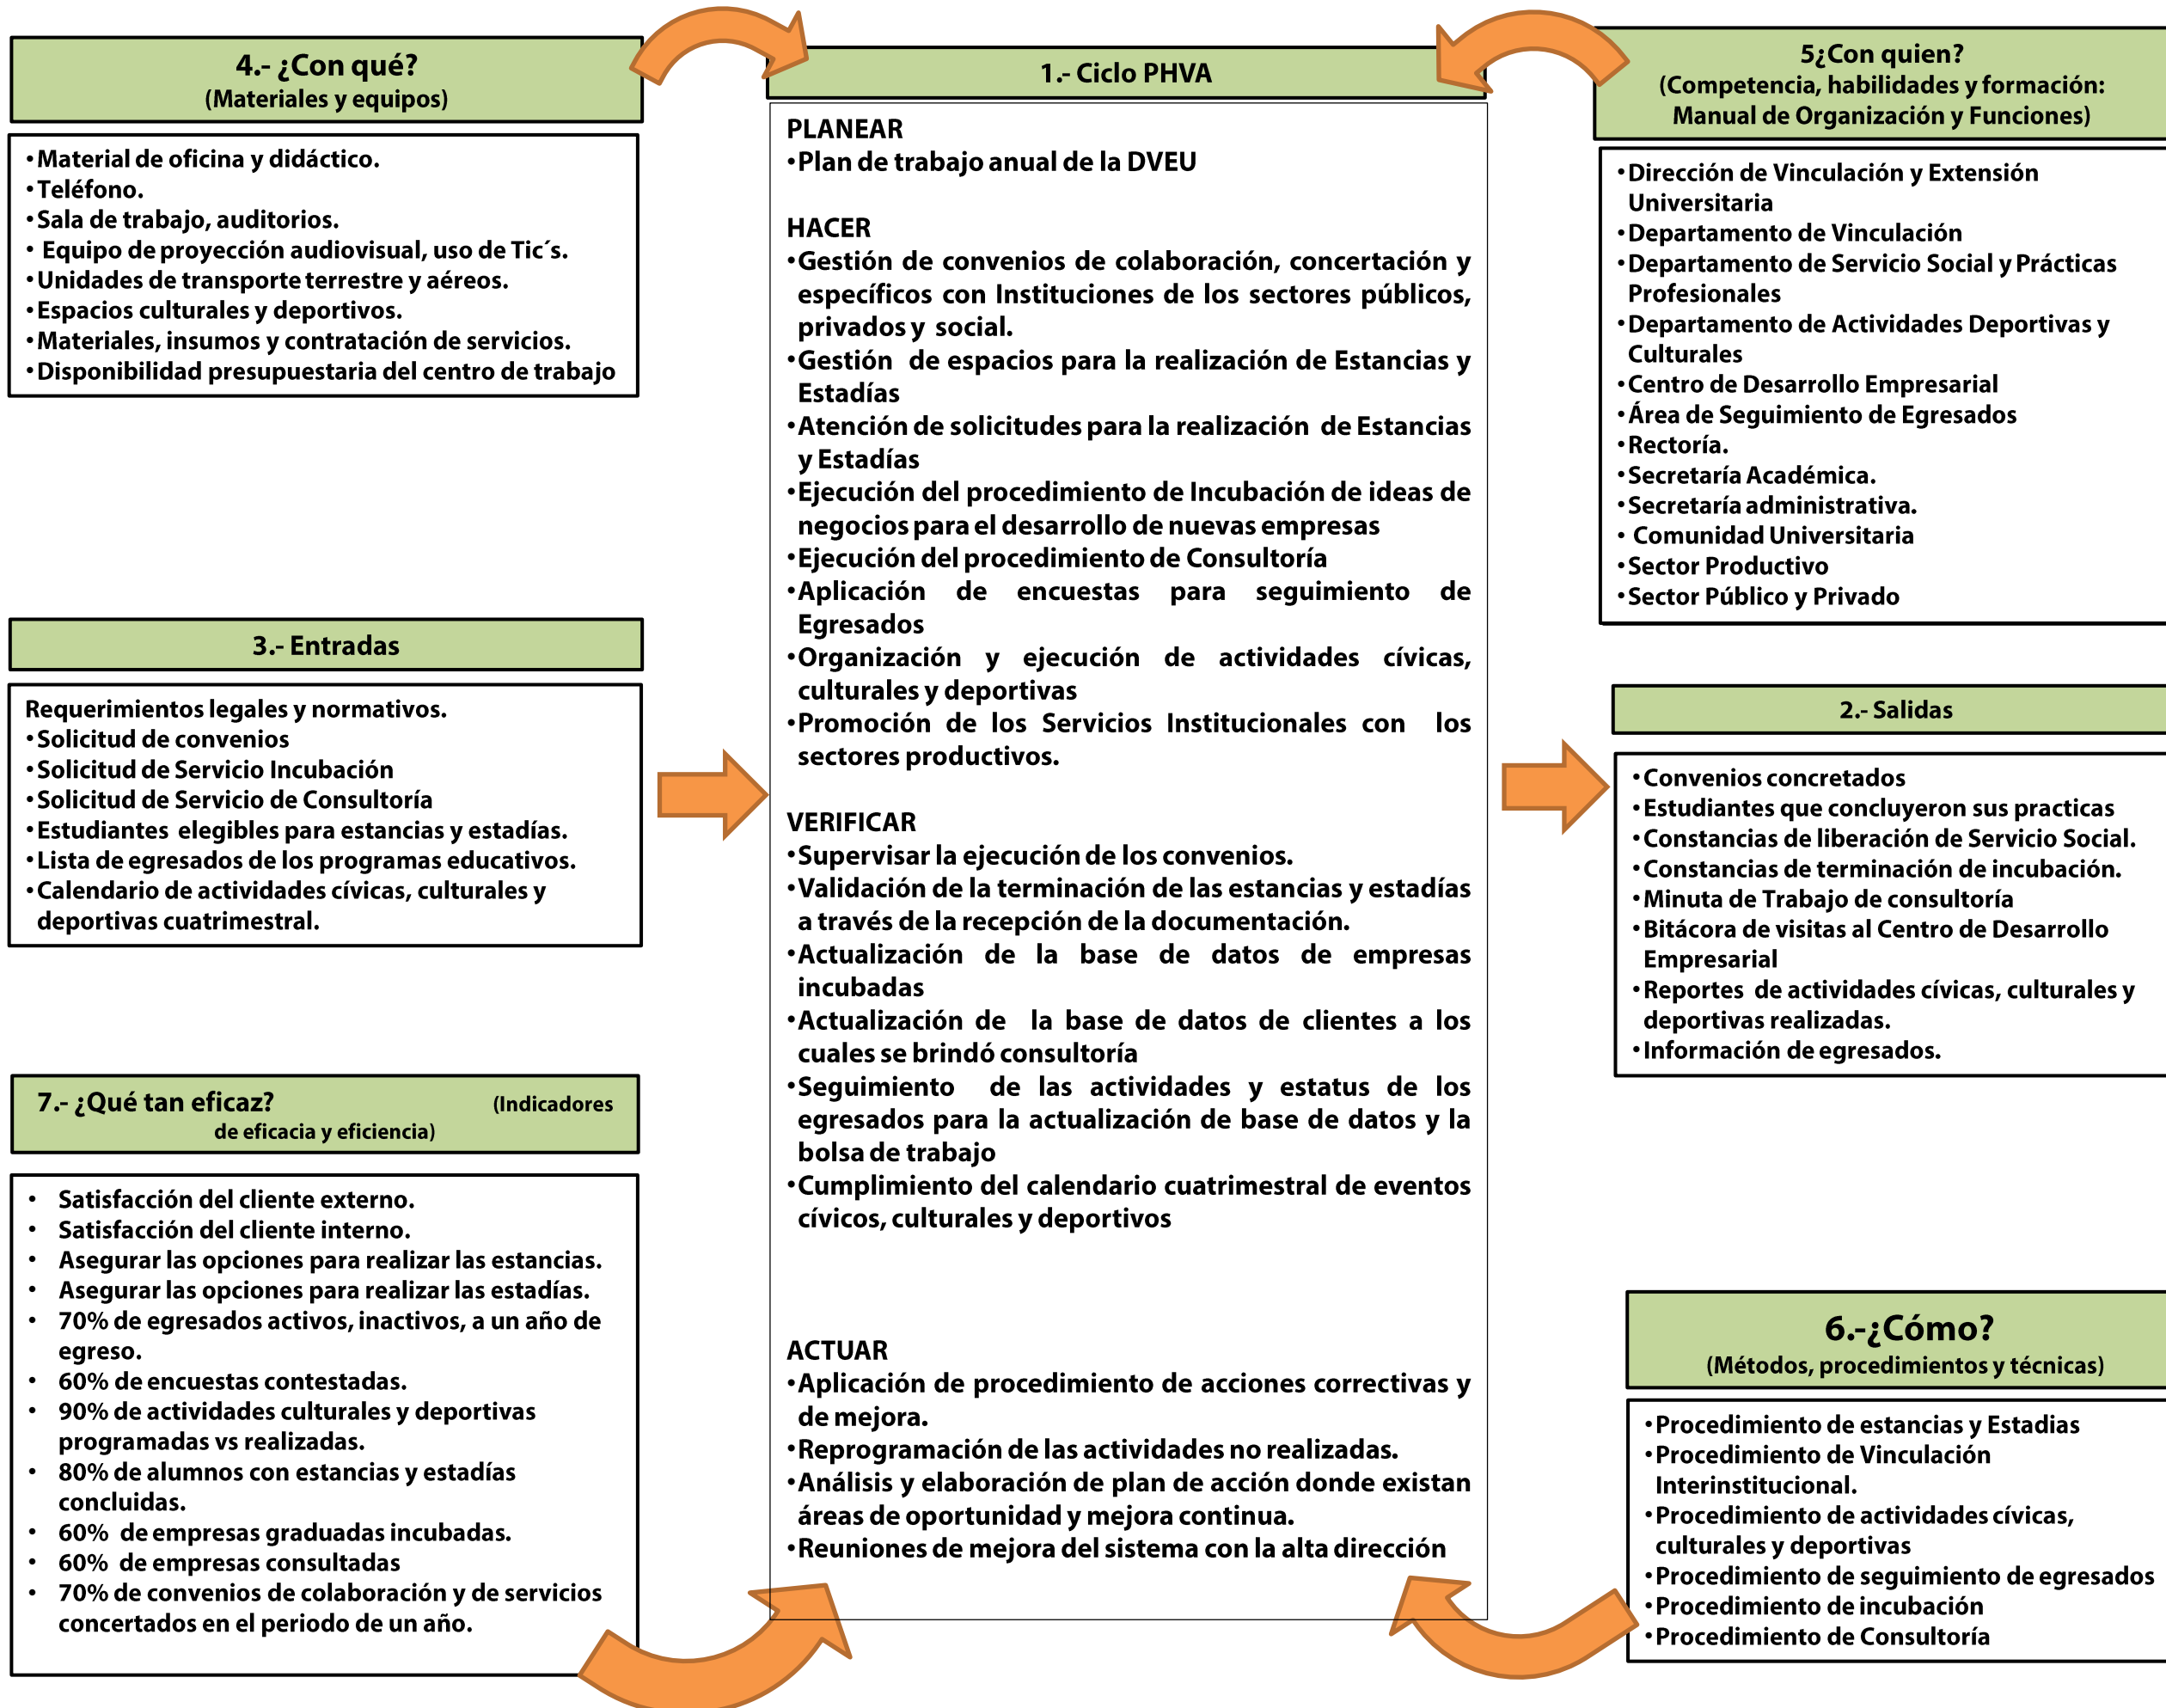 4.- ¿Con qué?
(Materiales y equipos)
•Material de oficina y didáctico.
•Teléfono.
•Sala de trabajo, auditorios.
• Equipo de proyección audiovisual, uso de Tic´s.
•Unidades de transporte terrestre y aéreos.
•Espacios culturales y deportivos.
•Materiales, insumos y contratación de servicios.
•Disponibilidad presupuestaria del centro de trabajo
3.- Entradas
Requerimientos legales y normativos.
•Solicitud de convenios
•Solicitud de Servicio Incubación
•Solicitud de Servicio de Consultoría
•Estudiantes elegibles para estancias y estadías.
•Lista de egresados de los programas educativos.
•Calendario de actividades cívicas, culturales y
deportivas cuatrimestral.
7.- ¿Qué tan eficaz? (Indicadores
de eficacia y eficiencia)
• Satisfacción del cliente externo.
• Satisfacción del cliente interno.
• Asegurar las opciones para realizar las estancias.
• Asegurar las opciones para realizar las estadías.
• 70% de egresados activos, inactivos, a un año de
egreso.
• 60% de encuestas contestadas.
• 90% de actividades culturales y deportivas
programadas vs realizadas.
• 80% de alumnos con estancias y estadías
concluidas.
• 60% de empresas graduadas incubadas.
• 60% de empresas consultadas
• 70% de convenios de colaboración y de servicios
concertados en el periodo de un año.
1.- Ciclo PHVA
PLANEAR
•Plan de trabajo anual de la DVEU
HACER
•Gestión de convenios de colaboración, concertación y
específicos con Instituciones de los sectores públicos,
privados y social.
•Gestión de espacios para la realización de Estancias y
Estadías
•Atención de solicitudes para la realización de Estancias
y Estadías
•Ejecución del procedimiento de Incubación de ideas de
negocios para el desarrollo de nuevas empresas
•Ejecución del procedimiento de Consultoría
•Aplicación de encuestas para seguimiento de
Egresados
•Organización y ejecución de actividades cívicas,
culturales y deportivas
•Promoción de los Servicios Institucionales con los
sectores productivos.
VERIFICAR
•Supervisar la ejecución de los convenios.
•Validación de la terminación de las estancias y estadías
a través de la recepción de la documentación.
•Actualización de la base de datos de empresas
incubadas
•Actualización de la base de datos de clientes a los
cuales se brindó consultoría
•Seguimiento de las actividades y estatus de los
egresados para la actualización de base de datos y la
bolsa de trabajo
•Cumplimiento del calendario cuatrimestral de eventos
cívicos, culturales y deportivos
ACTUAR
•Aplicación de procedimiento de acciones correctivas y
de mejora.
•Reprogramación de las actividades no realizadas.
•Análisis y elaboración de plan de acción donde existan
áreas de oportunidad y mejora continua.
•Reuniones de mejora del sistema con la alta dirección
5¿Con quien?
(Competencia, habilidades y formación:
Manual de Organización y Funciones)
•Dirección de Vinculación y Extensión
Universitaria
•Departamento de Vinculación
•Departamento de Servicio Social y Prácticas
Profesionales
•Departamento de Actividades Deportivas y
Culturales
•Centro de Desarrollo Empresarial
•Área de Seguimiento de Egresados
•Rectoría.
•Secretaría Académica.
•Secretaría administrativa.
• Comunidad Universitaria
•Sector Productivo
•Sector Público y Privado
2.- Salidas
•Convenios concretados
•Estudiantes que concluyeron sus practicas
•Constancias de liberación de Servicio Social.
•Constancias de terminación de incubación.
•Minuta de Trabajo de consultoría
•Bitácora de visitas al Centro de Desarrollo
Empresarial
•Reportes de actividades cívicas, culturales y
deportivas realizadas.
•Información de egresados.
6.-¿Cómo?
(Métodos, procedimientos y técnicas)
•Procedimiento de estancias y Estadias
•Procedimiento de Vinculación
Interinstitucional.
•Procedimiento de actividades cívicas,
culturales y deportivas
•Procedimiento de seguimiento de egresados
•Procedimiento de incubación
•Procedimiento de Consultoría